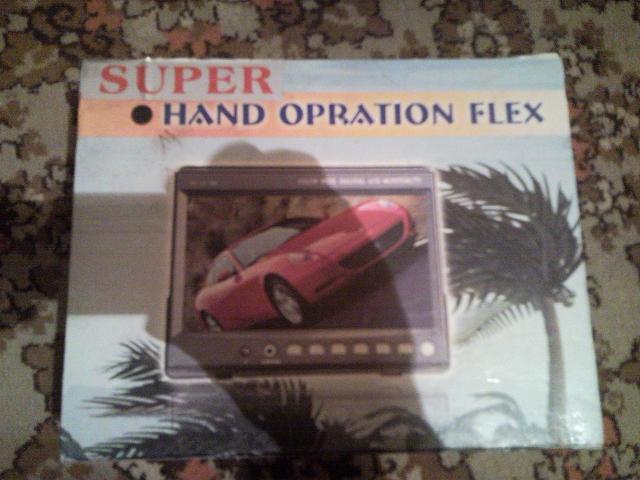 SUPER
HAND OPRATION FLEX